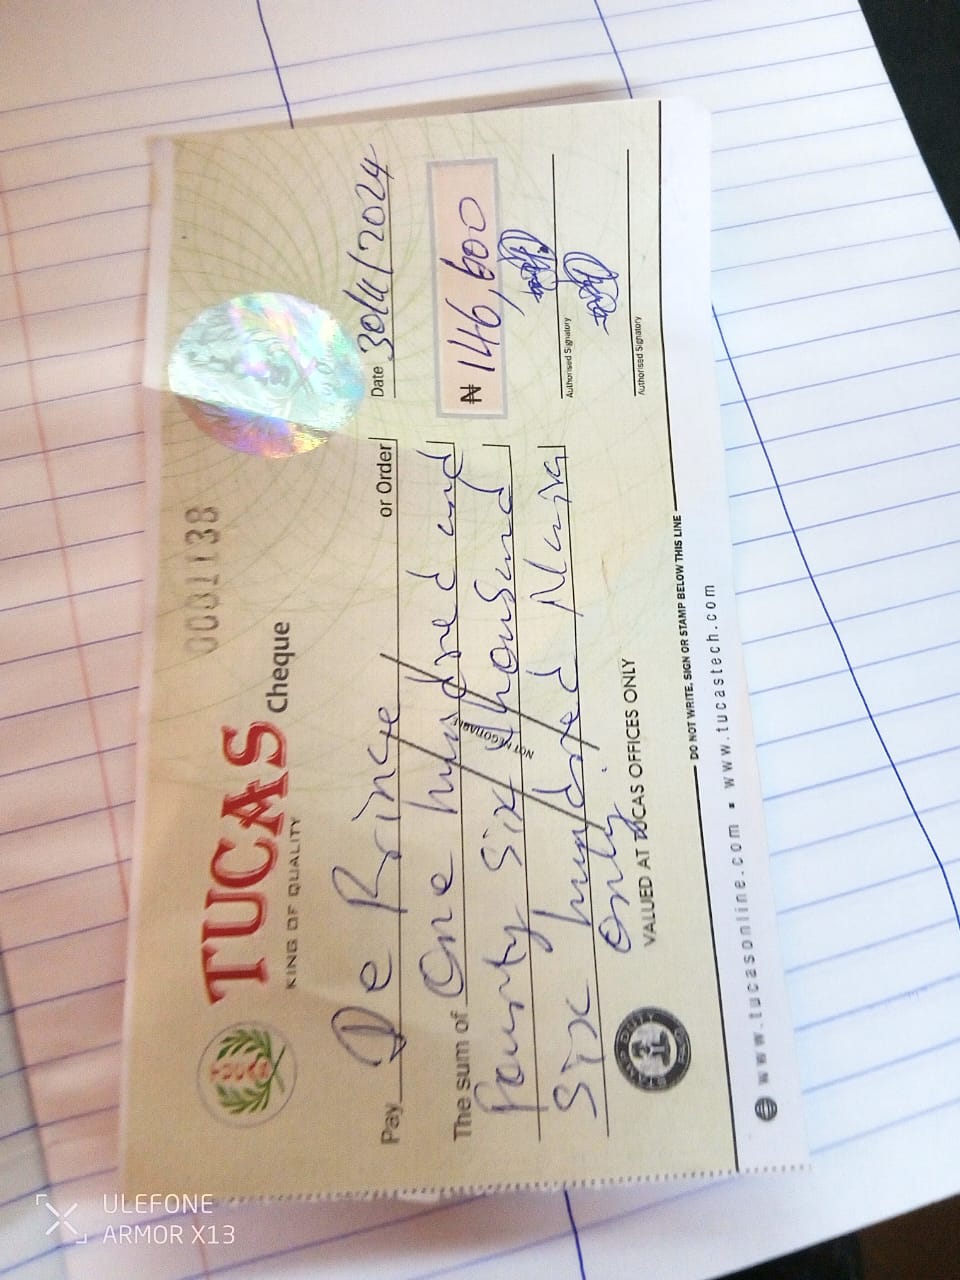 TUCAS
KING OF QUALITY
Cheque
0001138
Pay De Prince or Order
Date 30/4/2024
The sum of One hundred and
fourty six thousand
Six hundred Naira
only
₦ 146,600
NOT NEGOTIABLE
Authorised Signatory
Authorised Signatory
VALUED AT TUCAS OFFICES ONLY
DO NOT WRITE, SIGN OR STAMP BELOW THIS LINE
www.tucasonline.com ▪ www.tucastech.com
ULEFONE
ARMOR X13